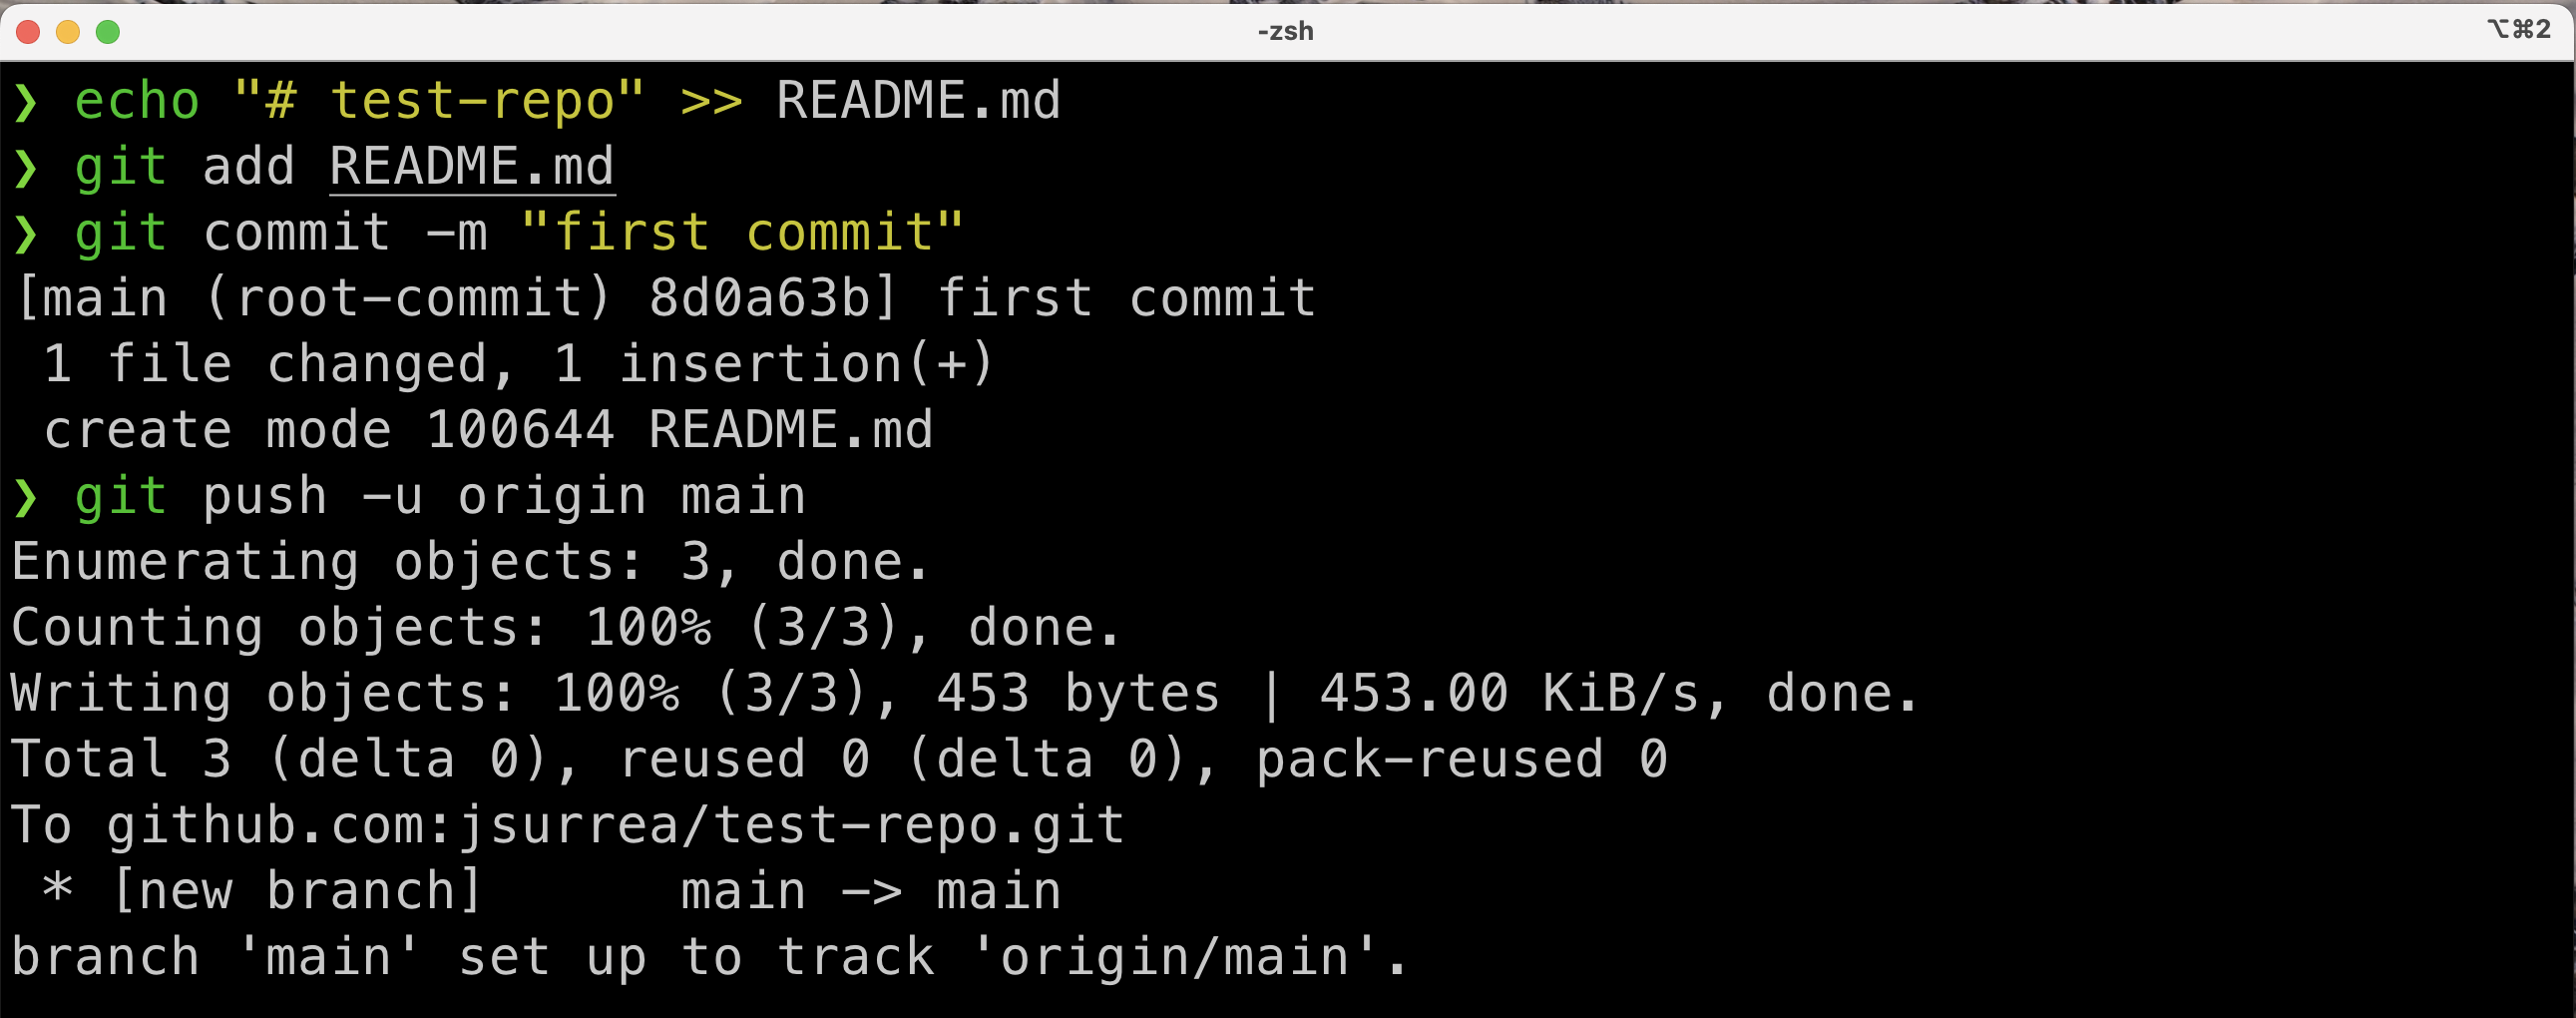 -zsh ⌥⌘2
❯ echo "# test-repo" >> README.md
❯ git add README.md
❯ git commit -m "first commit"
[main (root-commit) 8d0a63b] first commit
 1 file changed, 1 insertion(+)
 create mode 100644 README.md
❯ git push -u origin main
Enumerating objects: 3, done.
Counting objects: 100% (3/3), done.
Writing objects: 100% (3/3), 453 bytes | 453.00 KiB/s, done.
Total 3 (delta 0), reused 0 (delta 0), pack-reused 0
To github.com:jsurrea/test-repo.git
 * [new branch]      main -> main
branch 'main' set up to track 'origin/main'.